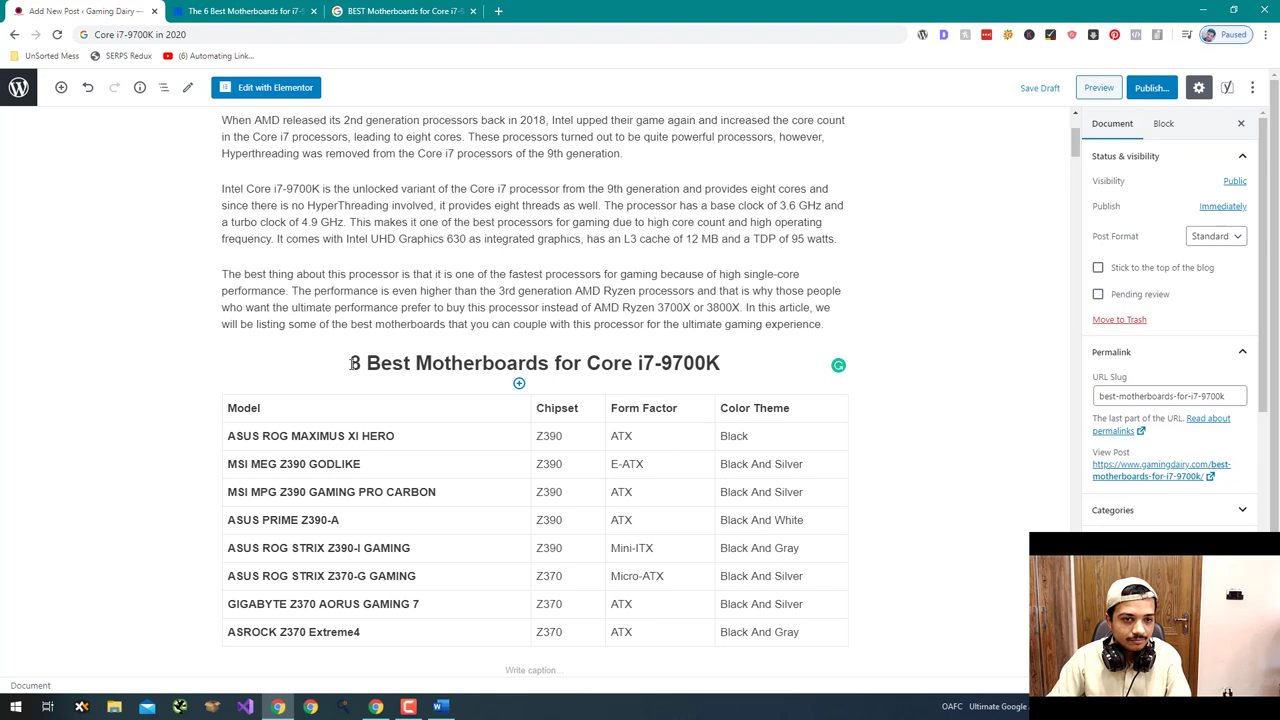 Add New Post ‹ Gaming Dairy —
The 6 Best Motherboards for i7-9
BEST Motherboards for Core i7-9
Core i7-9700K in 2020
Paused
UnSorted Mess
SERPS Redux
(6) Automating Link...
Edit with Elementor
Save Draft
Preview
Publish...
When AMD released its 2nd generation processors back in 2018, Intel upped their game again and increased the core count
in the Core i7 processors, leading to eight cores. These processors turned out to be quite powerful processors, however,
Hyperthreading was removed from the Core i7 processors of the 9th generation.
Intel Core i7-9700K is the unlocked variant of the Core i7 processor from the 9th generation and provides eight cores and
since there is no HyperThreading involved, it provides eight threads as well. The processor has a base clock of 3.6 GHz and
a turbo clock of 4.9 GHz. This makes it one of the best processors for gaming due to high core count and high operating
frequency. It comes with Intel UHD Graphics 630 as integrated graphics, has an L3 cache of 12 MB and a TDP of 95 watts.
The best thing about this processor is that it is one of the fastest processors for gaming because of high single-core
performance. The performance is even higher than the 3rd generation AMD Ryzen processors and that is why those people
who want the ultimate performance prefer to buy this processor instead of AMD Ryzen 3700X or 3800X. In this article, we
will be listing some of the best motherboards that you can couple with this processor for the ultimate gaming experience.
8 Best Motherboards for Core i7-9700K
Model Chipset Form Factor Color Theme
ASUS ROG MAXIMUS XI HERO Z390 ATX Black
MSI MEG Z390 GODLIKE Z390 E-ATX Black And Silver
MSI MPG Z390 GAMING PRO CARBON Z390 ATX Black And Silver
ASUS PRIME Z390-A Z390 ATX Black And White
ASUS ROG STRIX Z390-I GAMING Z390 Mini-ITX Black And Gray
ASUS ROG STRIX Z370-G GAMING Z370 Micro-ATX Black And Silver
GIGABYTE Z370 AORUS GAMING 7 Z370 ATX Black And Silver
ASROCK Z370 Extreme4 Z370 ATX Black And Gray
Write caption...
Document
Document Block
Status & visibility
Visibility Public
Publish Immediately
Post Format Standard
Stick to the top of the blog
Pending review
Move to Trash
Permalink
URL Slug
best-motherboards-for-i7-9700k
The last part of the URL. Read about
permalinks
View Post
https://www.gamingdairy.com/best-
motherboards-for-i7-9700k/
Categories
OAFC Ultimate Google